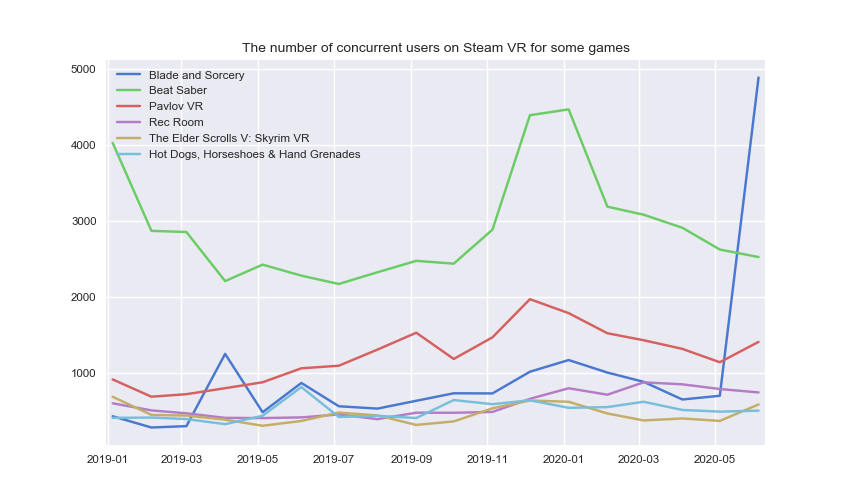 The number of concurrent users on Steam VR for some games
5000
4000
3000
2000
1000
Blade and Sorcery
Beat Saber
Pavlov VR
Rec Room
The Elder Scrolls V: Skyrim VR
Hot Dogs, Horseshoes & Hand Grenades
2019-01 2019-03 2019-05 2019-07 2019-09 2019-11 2020-01 2020-03 2020-05